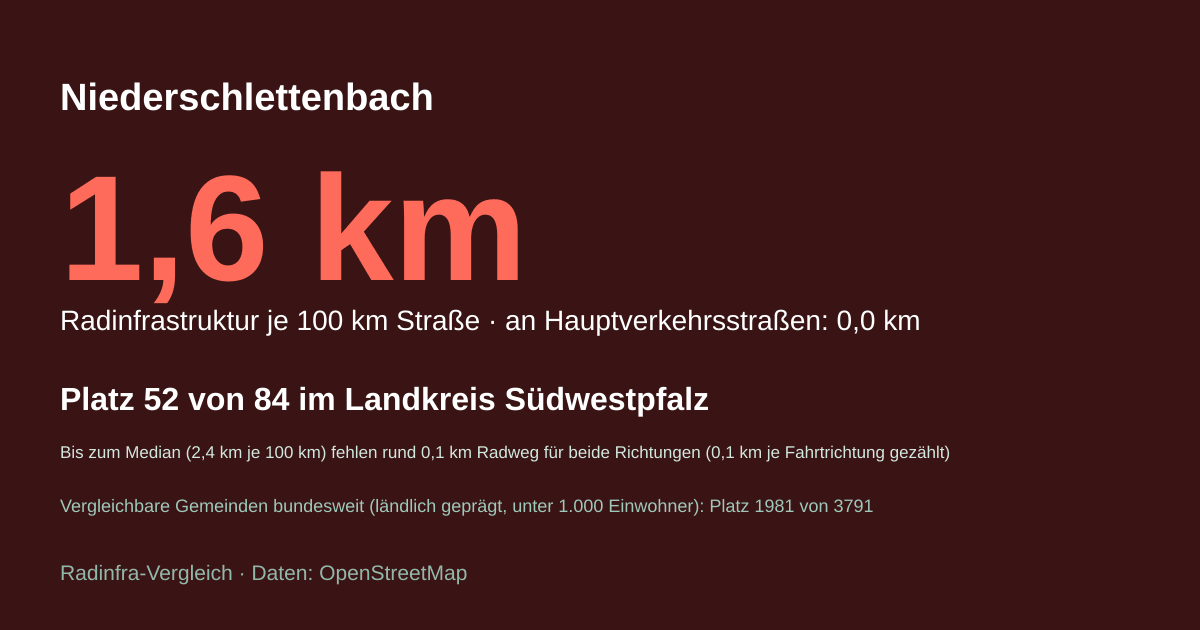 Niederschlettenbach
1,6 km
Radinfrastruktur je 100 km Straße · an Hauptverkehrsstraßen: 0,0 km
Platz 52 von 84 im Landkreis Südwestpfalz
Bis zum Median (2,4 km je 100 km) fehlen rund 0,1 km Radweg für beide Richtungen (0,1 km je Fahrtrichtung gezählt)
Vergleichbare Gemeinden bundesweit (ländlich geprägt, unter 1.000 Einwohner): Platz 1981 von 3791
Radinfra-Vergleich · Daten: OpenStreetMap